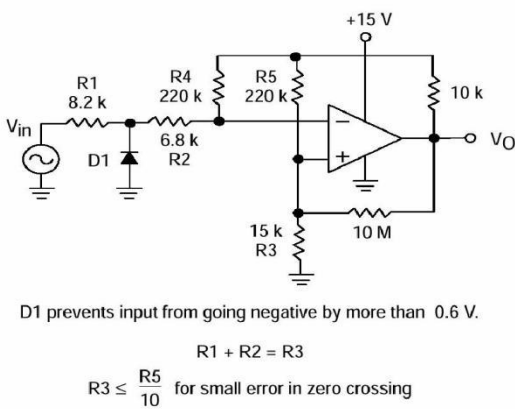 +15 V
R1
8.2 k
R4
220 k
R5
220 k
10 k
Vin
D1
6.8 k
R2
−
+
VO
15 k
R3
10 M
D1 prevents input from going negative by more than 0.6 V.
R1 + R2 = R3
R3 ≤ R5/10 for small error in zero crossing